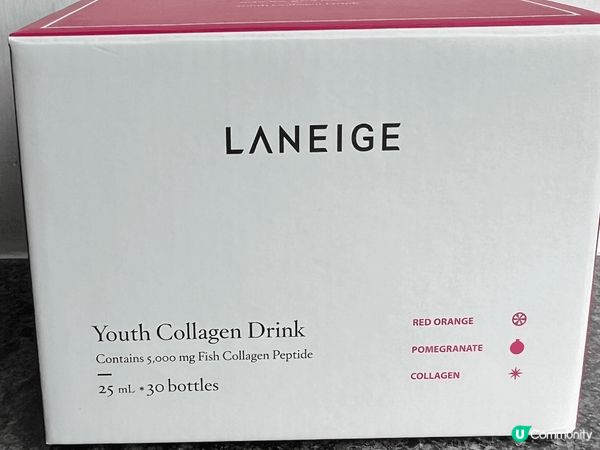 LANEIGE
Youth Collagen Drink
Contains 5,000 mg Fish Collagen Peptide
25 mL * 30 bottles
RED ORANGE
POMEGRANATE
COLLAGEN
U Community